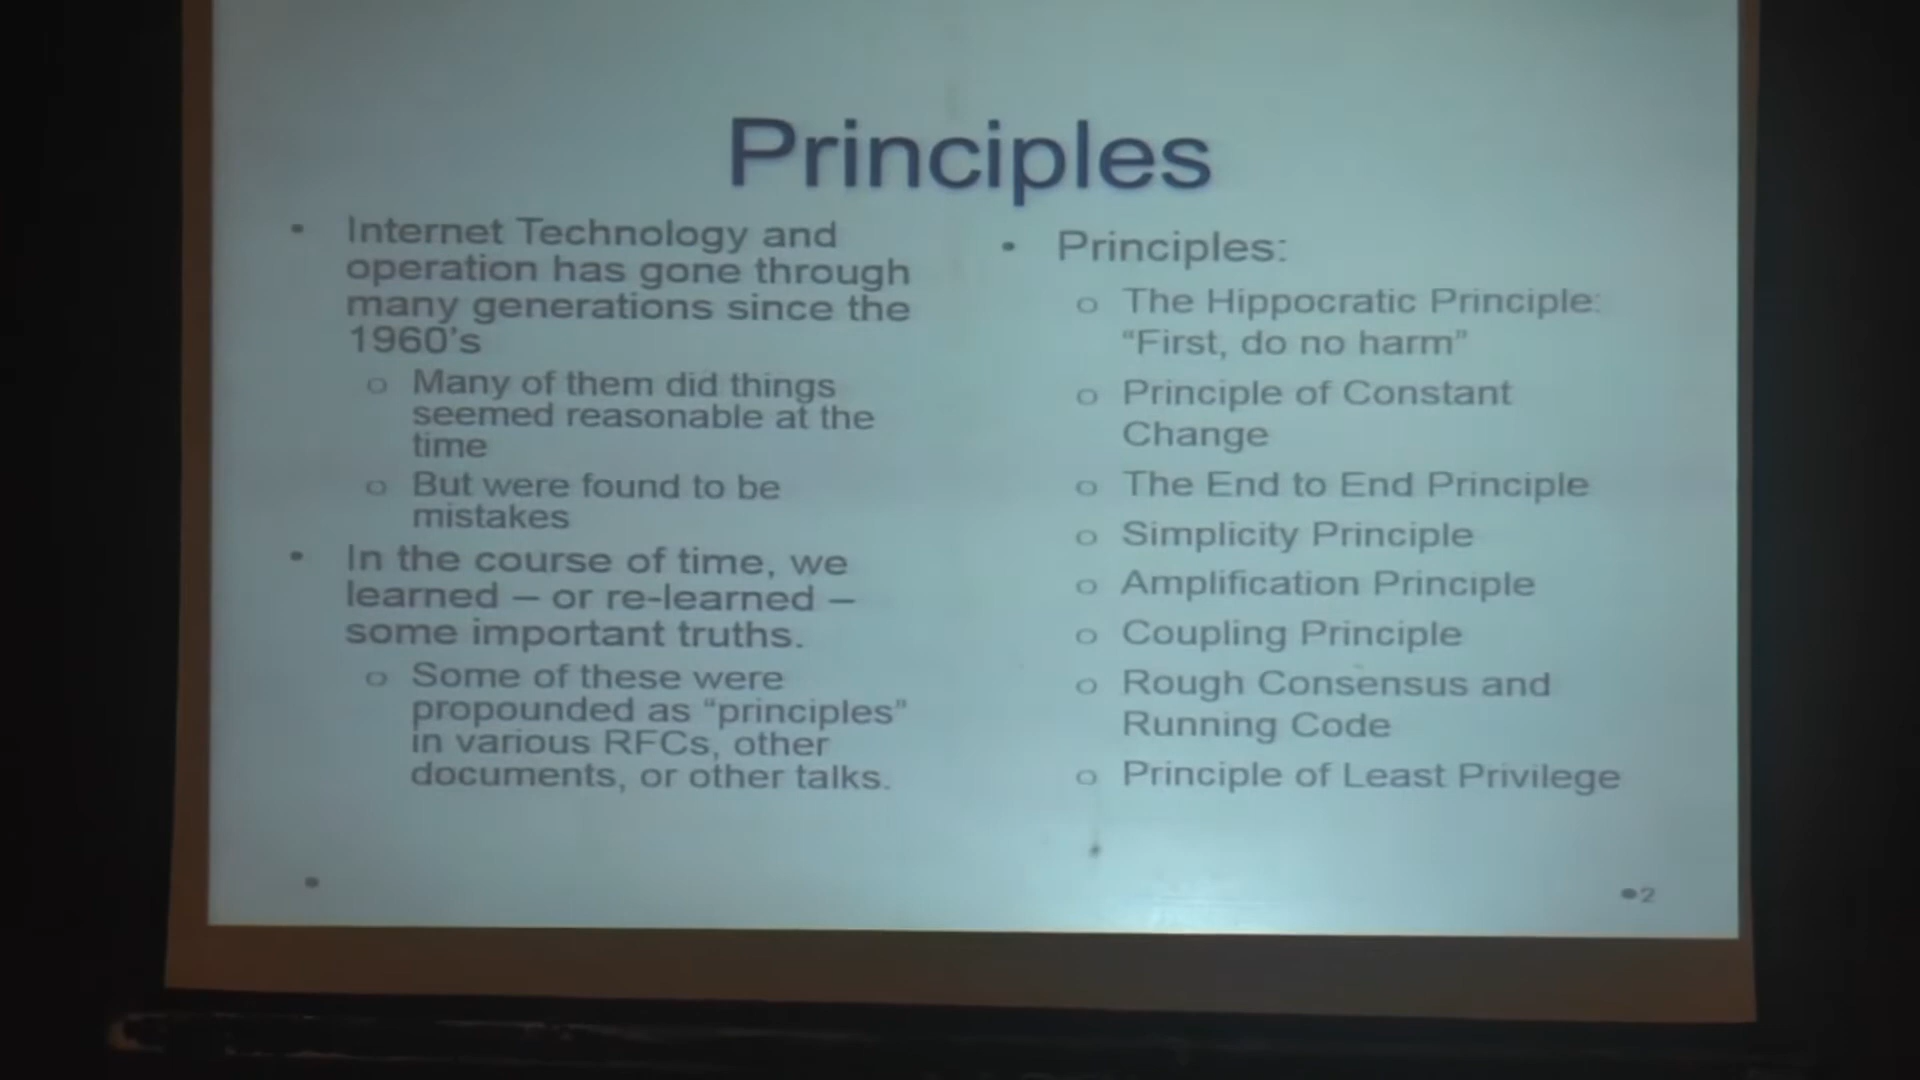 Principles
• Internet Technology and
operation has gone through
many generations since the
1960's
o Many of them did things
seemed reasonable at the
time
o But were found to be
mistakes
• In the course of time, we
learned – or re-learned –
some important truths.
o Some of these were
propounded as “principles”
in various RFCs, other
documents, or other talks.
• Principles:
o The Hippocratic Principle:
“First, do no harm”
o Principle of Constant
Change
o The End to End Principle
o Simplicity Principle
o Amplification Principle
o Coupling Principle
o Rough Consensus and
Running Code
o Principle of Least Privilege
•
•2